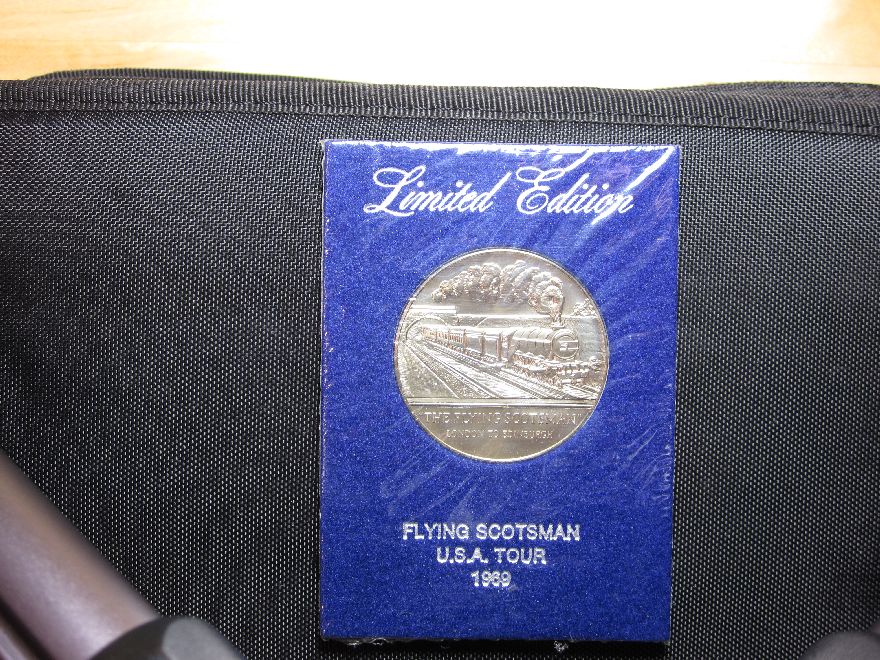 Limited Edition
THE FLYING SCOTSMAN
LONDON TO EDINBURGH
FLYING SCOTSMAN
U.S.A. TOUR
1969